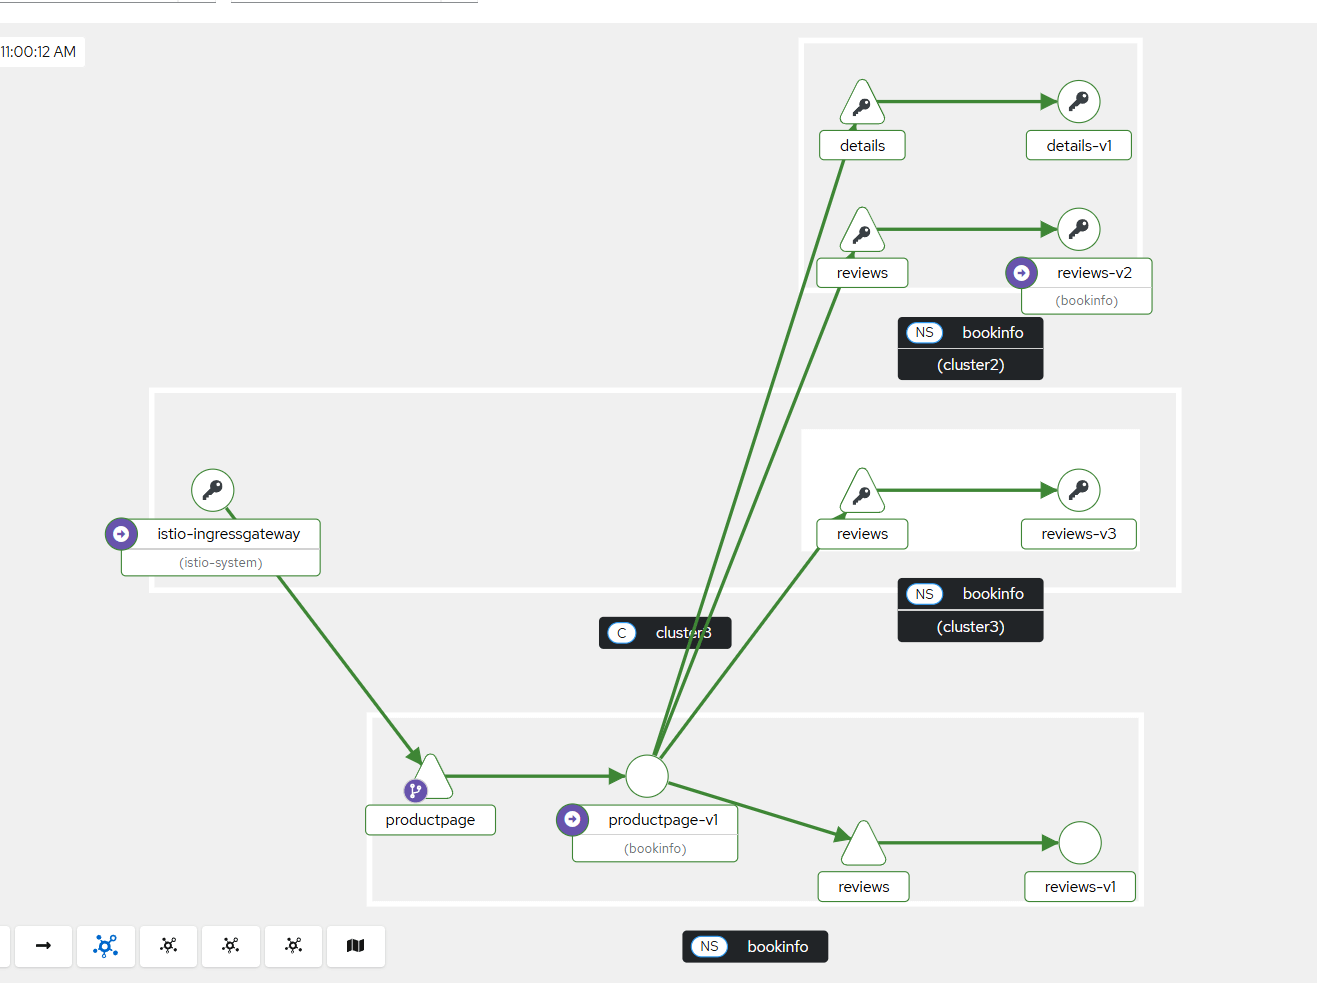 11:00:12 AM
details
details-v1
reviews
reviews-v2
(bookinfo)
NS bookinfo
(cluster2)
istio-ingressgateway
(istio-system)
reviews
reviews-v3
NS bookinfo
(cluster3)
C cluster3
productpage
productpage-v1
(bookinfo)
reviews
reviews-v1
NS bookinfo